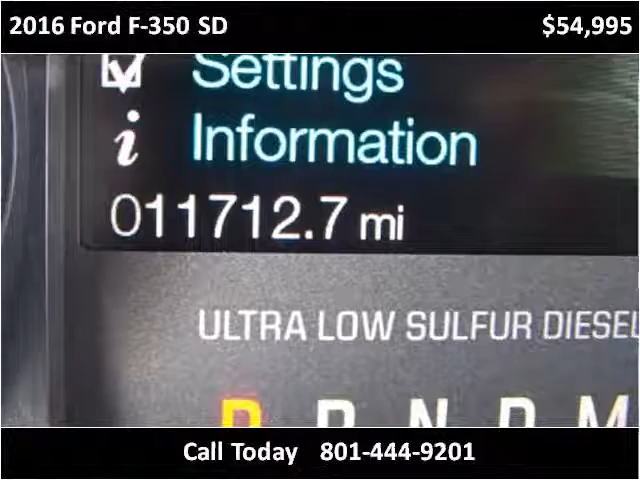 2016 Ford F-350 SD $54,995
Settings
i Information
011712.7 mi
ULTRA LOW SULFUR DIESEL
P R N D M
Call Today 801-444-9201